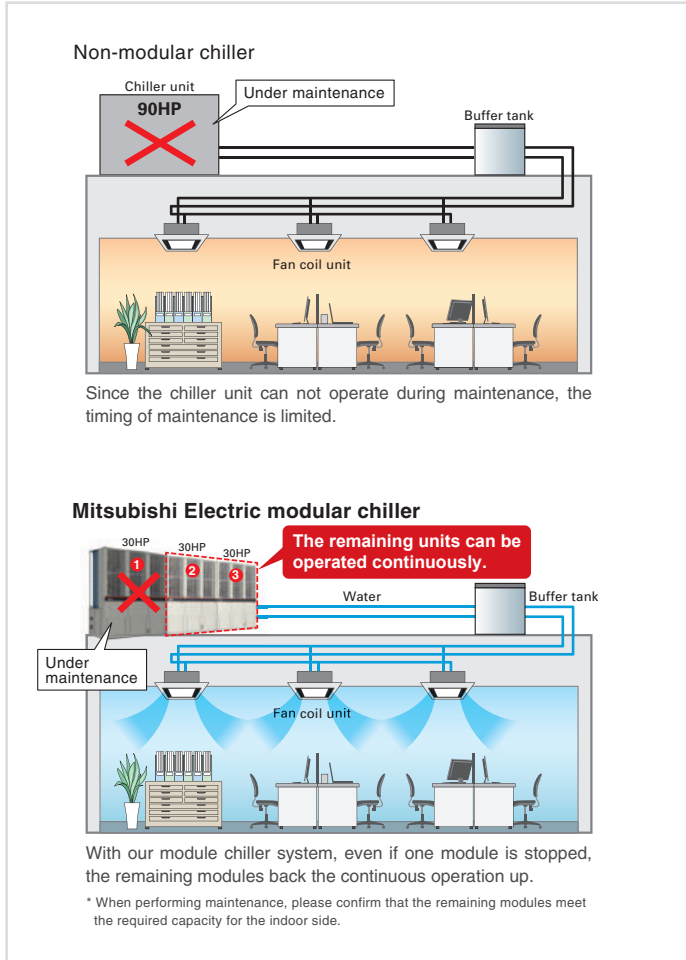 Non-modular chiller
Chiller unit
90HP
Under maintenance
Buffer tank
Fan coil unit
Since the chiller unit can not operate during maintenance, the
timing of maintenance is limited.
Mitsubishi Electric modular chiller
30HP
30HP
30HP
1
2
3
The remaining units can be
operated continuously.
Water
Buffer tank
Under
maintenance
Fan coil unit
With our module chiller system, even if one module is stopped,
the remaining modules back the continuous operation up.
* When performing maintenance, please confirm that the remaining modules meet
the required capacity for the indoor side.